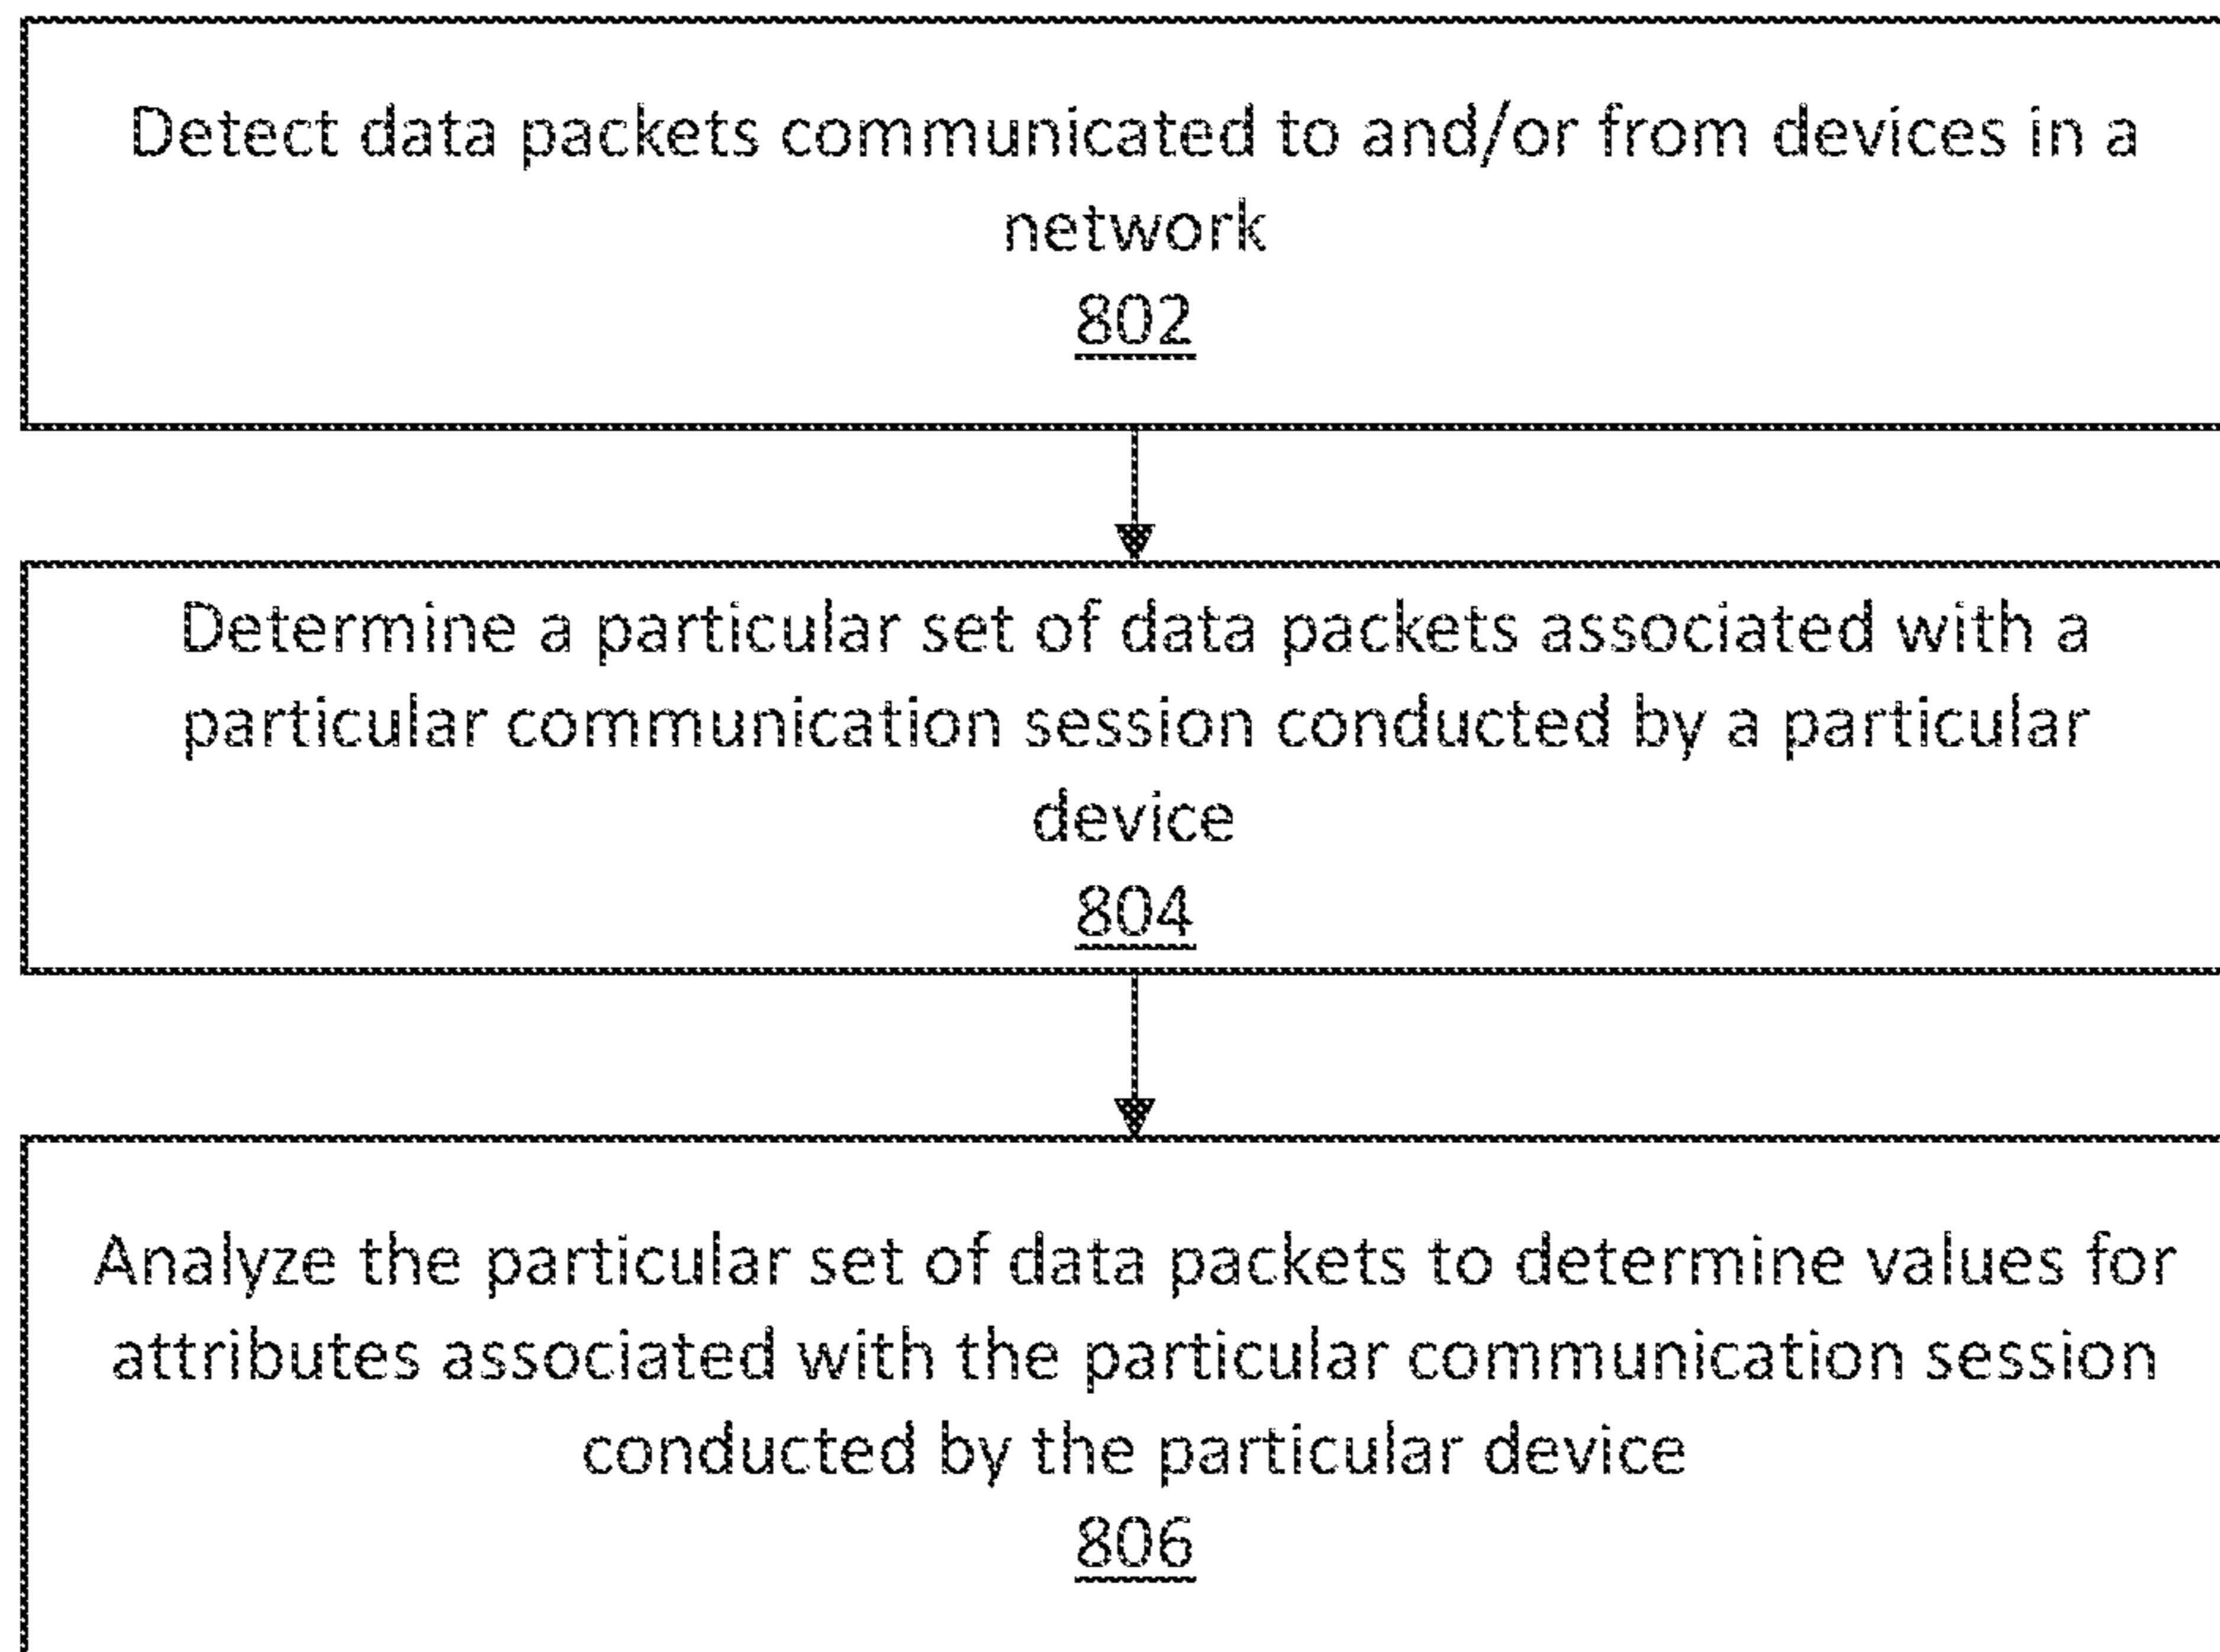 Detect data packets communicated to and/or from devices in a
network
802
Determine a particular set of data packets associated with a
particular communication session conducted by a particular
device
804
Analyze the particular set of data packets to determine values for
attributes associated with the particular communication session
conducted by the particular device
806